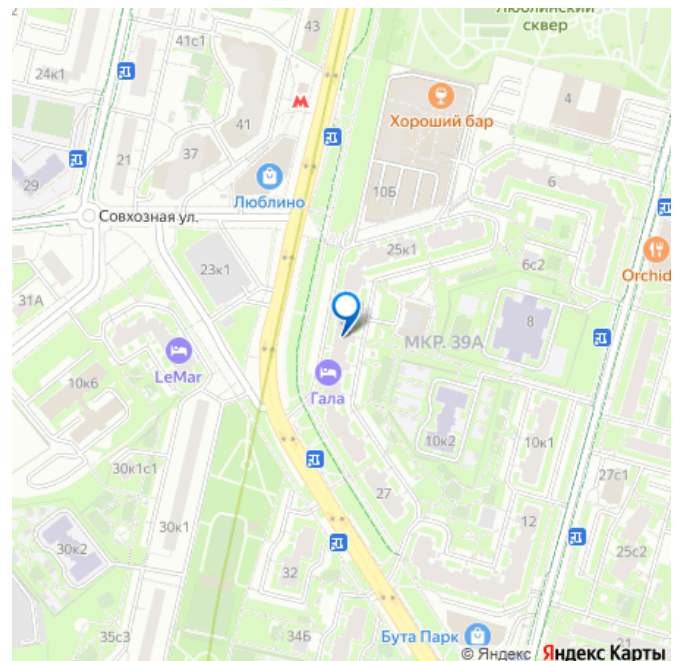 Люблинский
сквер
43
41с1
24к1
4
Хороший бар
41
37
21
29
Люблино
10Б
6
Совхозная ул.
25к1
6с2
Orchid
23к1
31А
8
МКР. 39А
LeMar
10к6
Гала
10к2
10к1
30к1с1
27с1
27
12
30к1
30к2
25с2
32
35с3
34Б
Бута Парк
21
© Яндекс Яндекс Карты